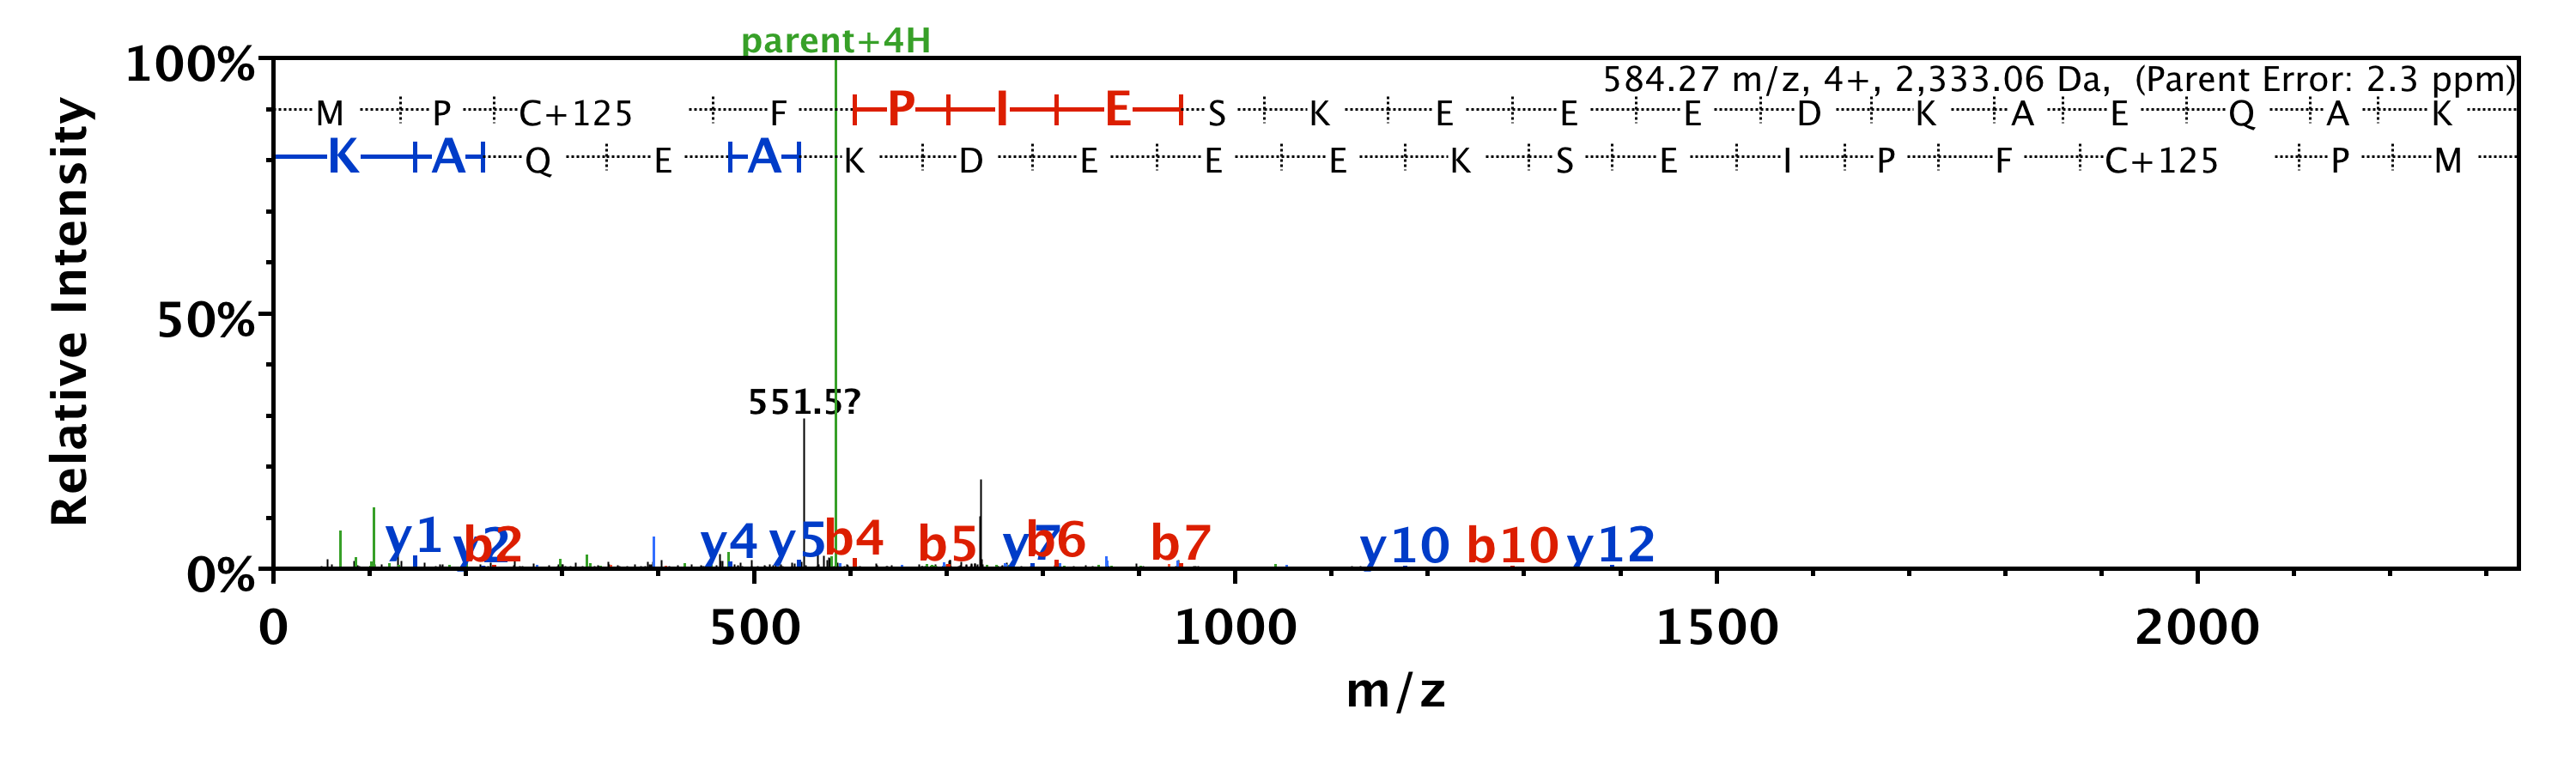 parent+4H
100%
584.27 m/z, 4+, 2,333.06 Da, (Parent Error: 2.3 ppm)
M P C+125 F P I E S K E E E D K A E Q A K
K A Q E A K D E E E K S E I P F C+125 P M
50%
551.5?
y1 y2 b2 y4 y5 b4 b5 y7 b6 b7 y10 b10 y12
0%
0 500 1000 1500 2000
m/z
Relative Intensity